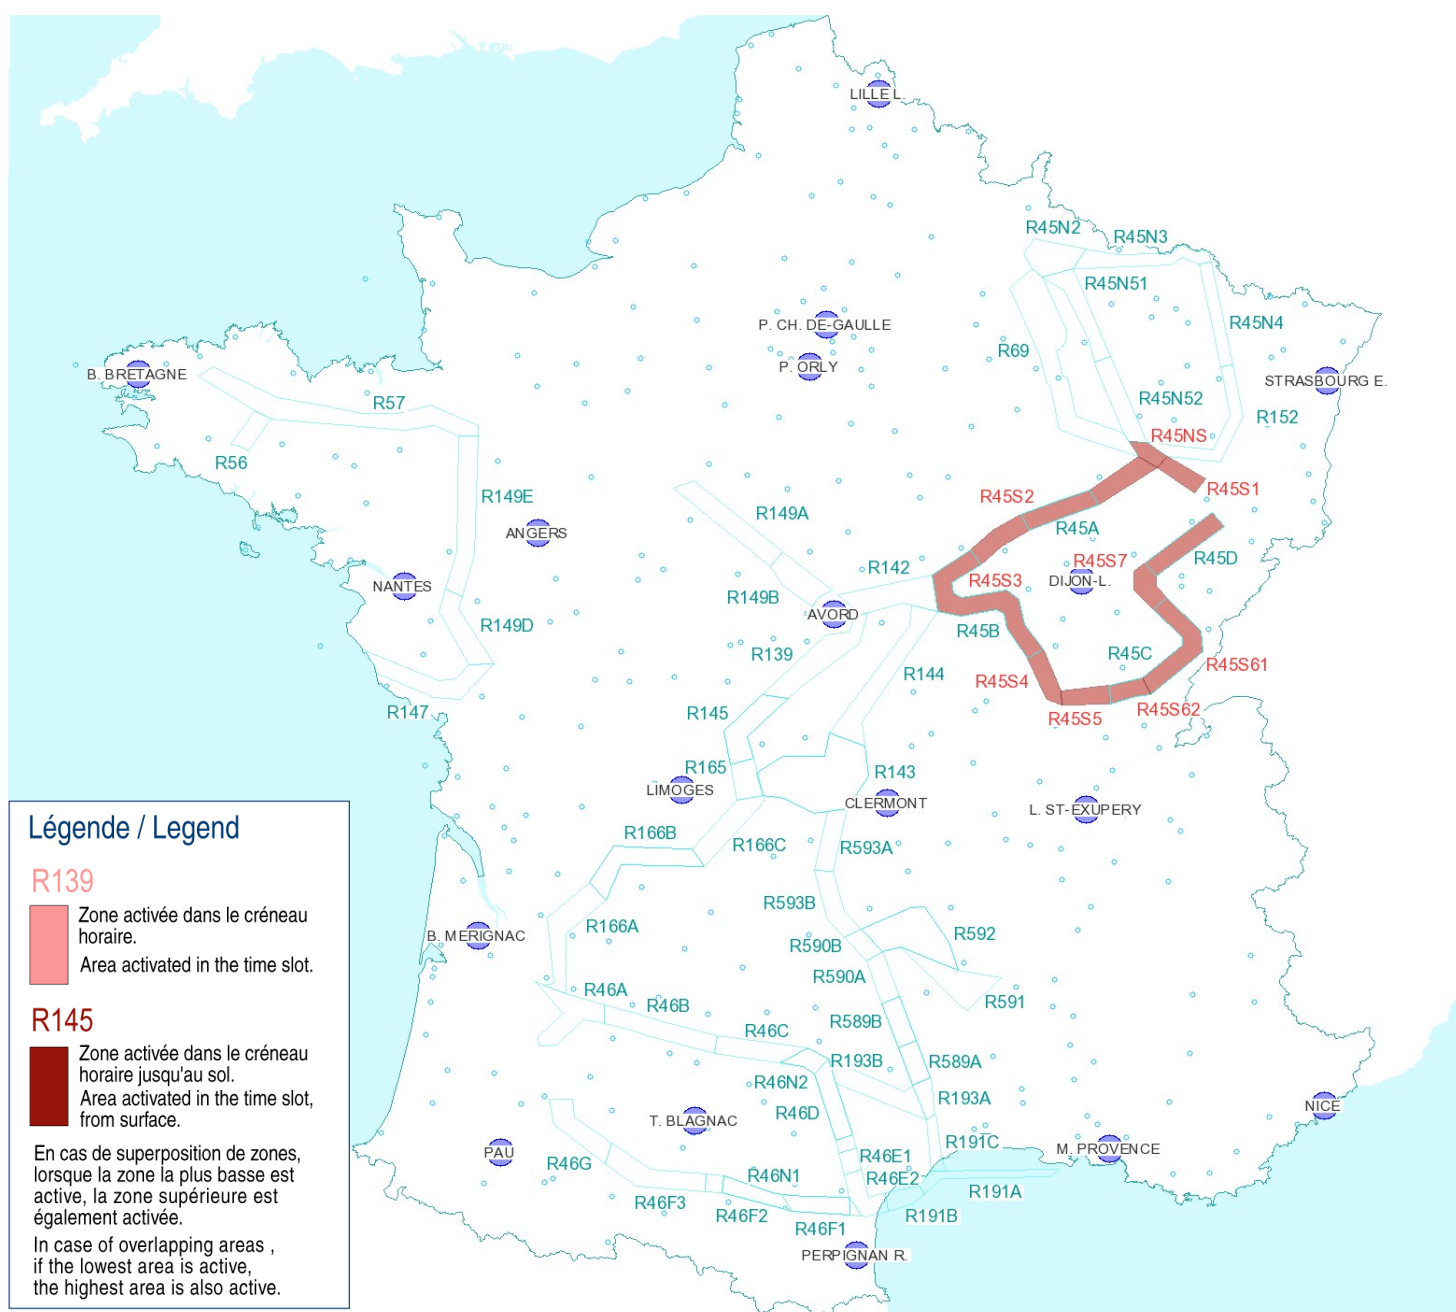 LILLE L.
R45N2
R45N3
R45N51
P. CH. DE-GAULLE
R45N4
R69
P. ORLY
B. BRETAGNE
STRASBOURG E.
R57
R45N52
R152
R45NS
R56
R149E
R45S2
R45S1
R149A
R45A
ANGERS
R45S7
R45D
R142
R45S3
DIJON-L.
NANTES
R149B
AVORD
R149D
R45B
R139
R45C
R45S61
R144
R45S4
R147
R145
R45S5
R45S62
R165
R143
LIMOGES
CLERMONT
L. ST-EXUPERY
R166B
R166C
R593A
R593B
R166A
B. MERIGNAC
R590B
R592
R590A
R46A
R591
R46B
R589B
R46C
R193B
R589A
R46N2
R193A
R46D
NICE
T. BLAGNAC
R191C
PAU
M. PROVENCE
R46E1
R46G
R46N1
R46E2
R191A
R46F3
R46F2
R191B
R46F1
PERPIGNAN R.
Légende / Legend
R139
Zone activée dans le créneau
horaire.
Area activated in the time slot.
R145
Zone activée dans le créneau
horaire jusqu'au sol.
Area activated in the time slot,
from surface.
En cas de superposition de zones,
lorsque la zone la plus basse est
active, la zone supérieure est
également activée.
In case of overlapping areas ,
if the lowest area is active,
the highest area is also active.